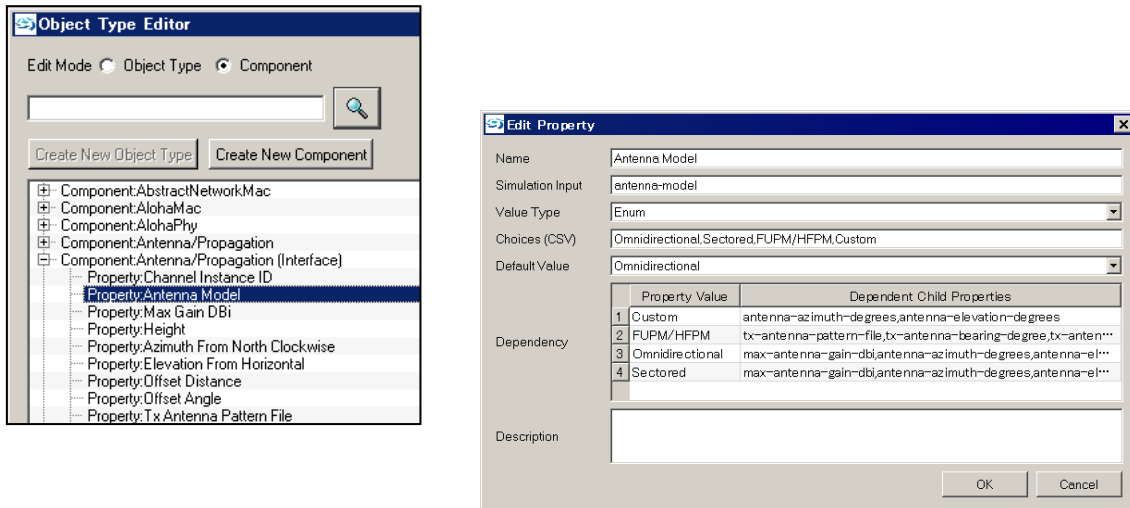 Object Type Editor
Edit Mode Object Type Component
Create New Object Type Create New Component
Component:AbstractNetworkMac
Component:AlohaMac
Component:AlohaPhy
Component:Antenna/Propagation
Component:Antenna/Propagation (Interface)
Property:Channel Instance ID
Property:Antenna Model
Property:Max Gain DBi
Property:Height
Property:Azimuth From North Clockwise
Property:Elevation From Horizontal
Property:Offset Distance
Property:Offset Angle
Property:Tx Antenna Pattern File
Edit Property
Name Antenna Model
Simulation Input antenna-model
Value Type Enum
Choices (CSV) Omnidirectional,Sectored,FUPM/HFPM,Custom
Default Value Omnidirectional
Property Value Dependent Child Properties
Dependency
1 Custom antenna-azimuth-degrees,antenna-elevation-degrees
2 FUPM/HFPM tx-antenna-pattern-file,tx-antenna-bearing-degree,tx-anten···
3 Omnidirectional max-antenna-gain-dbi,antenna-azimuth-degrees,antenna-el···
4 Sectored max-antenna-gain-dbi,antenna-azimuth-degrees,antenna-el···
Description
OK Cancel